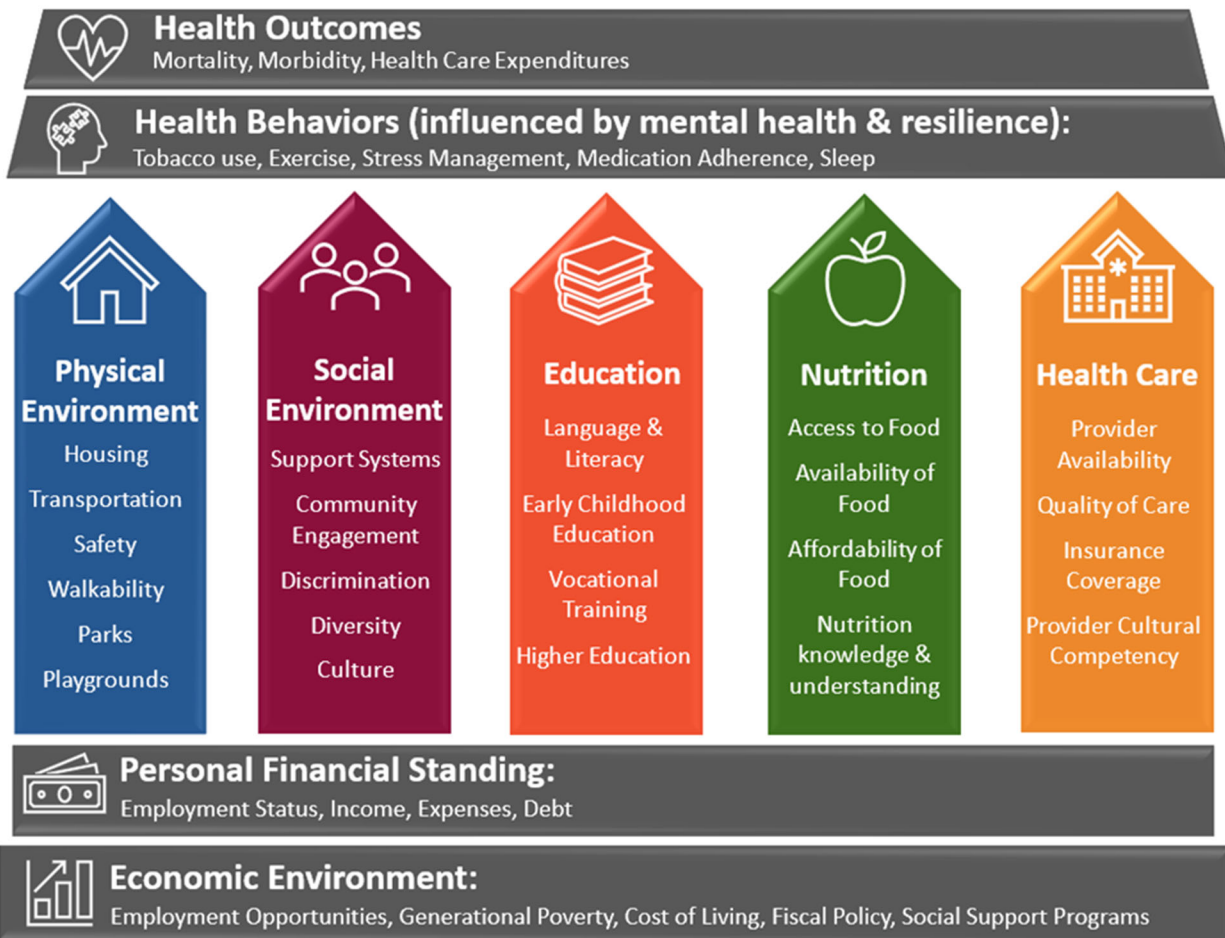 Health Outcomes
Mortality, Morbidity, Health Care Expenditures
Health Behaviors (influenced by mental health & resilience):
Tobacco use, Exercise, Stress Management, Medication Adherence, Sleep
Physical
Environment
Housing
Transportation
Safety
Walkability
Parks
Playgrounds
Social
Environment
Support Systems
Community
Engagement
Discrimination
Diversity
Culture
Education
Language &
Literacy
Early Childhood
Education
Vocational
Training
Higher Education
Nutrition
Access to Food
Availability of
Food
Affordability of
Food
Nutrition
knowledge &
understanding
Health Care
Provider
Availability
Quality of Care
Insurance
Coverage
Provider Cultural
Competency
Personal Financial Standing:
Employment Status, Income, Expenses, Debt
Economic Environment:
Employment Opportunities, Generational Poverty, Cost of Living, Fiscal Policy, Social Support Programs